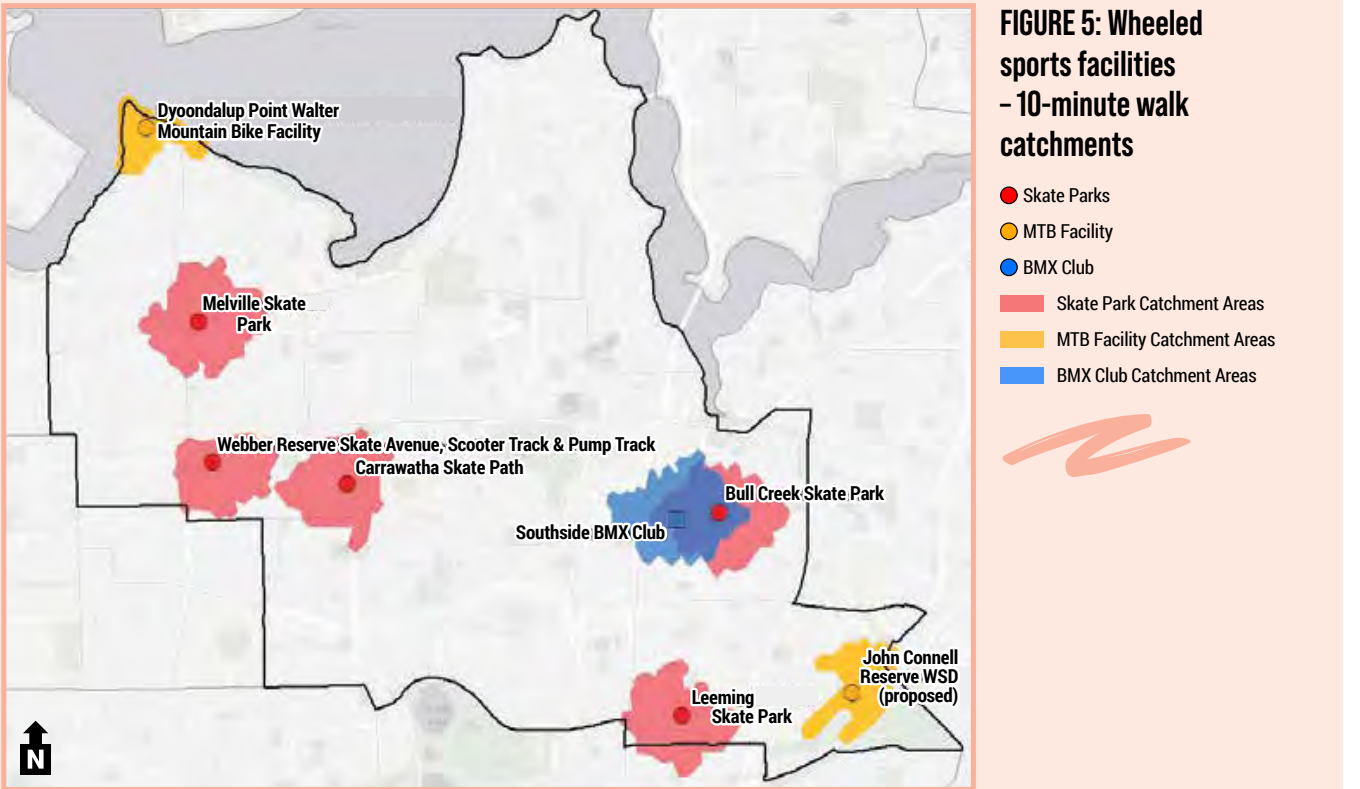 FIGURE 5: Wheeled
sports facilities
– 10-minute walk
catchments
Skate Parks
MTB Facility
BMX Club
Skate Park Catchment Areas
MTB Facility Catchment Areas
BMX Club Catchment Areas
Dyoondalup Point Walter
Mountain Bike Facility
Melville Skate
Park
Webber Reserve Skate Avenue, Scooter Track & Pump Track
Carrawatha Skate Path
Bull Creek Skate Park
Southside BMX Club
John Connell
Reserve WSD
(proposed)
Leeming
Skate Park
N